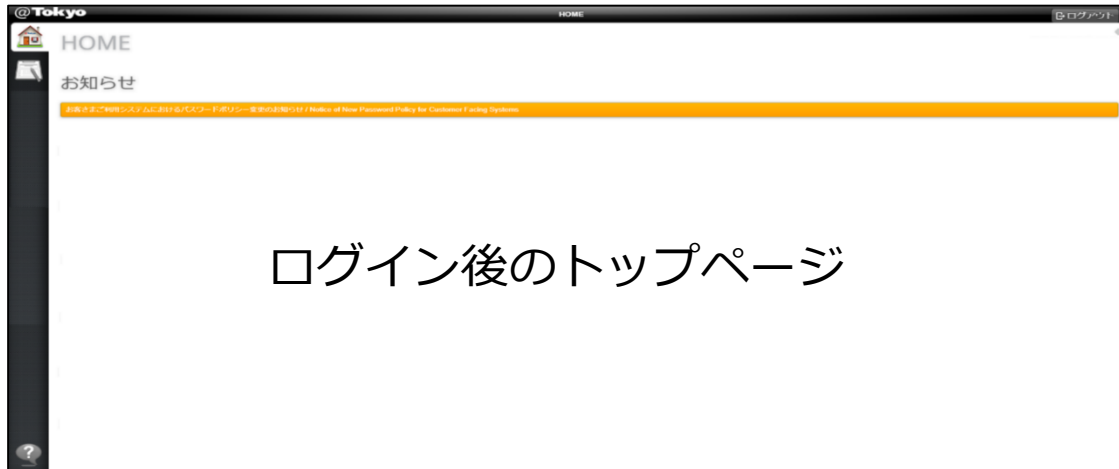 @Tokyo
HOME
ログアウト
HOME
お知らせ
お客さまご利用システムにおけるパスワードポリシー変更のお知らせ / Notice of New Password Policy for Customer Facing Systems
ログイン後のトップページ
?